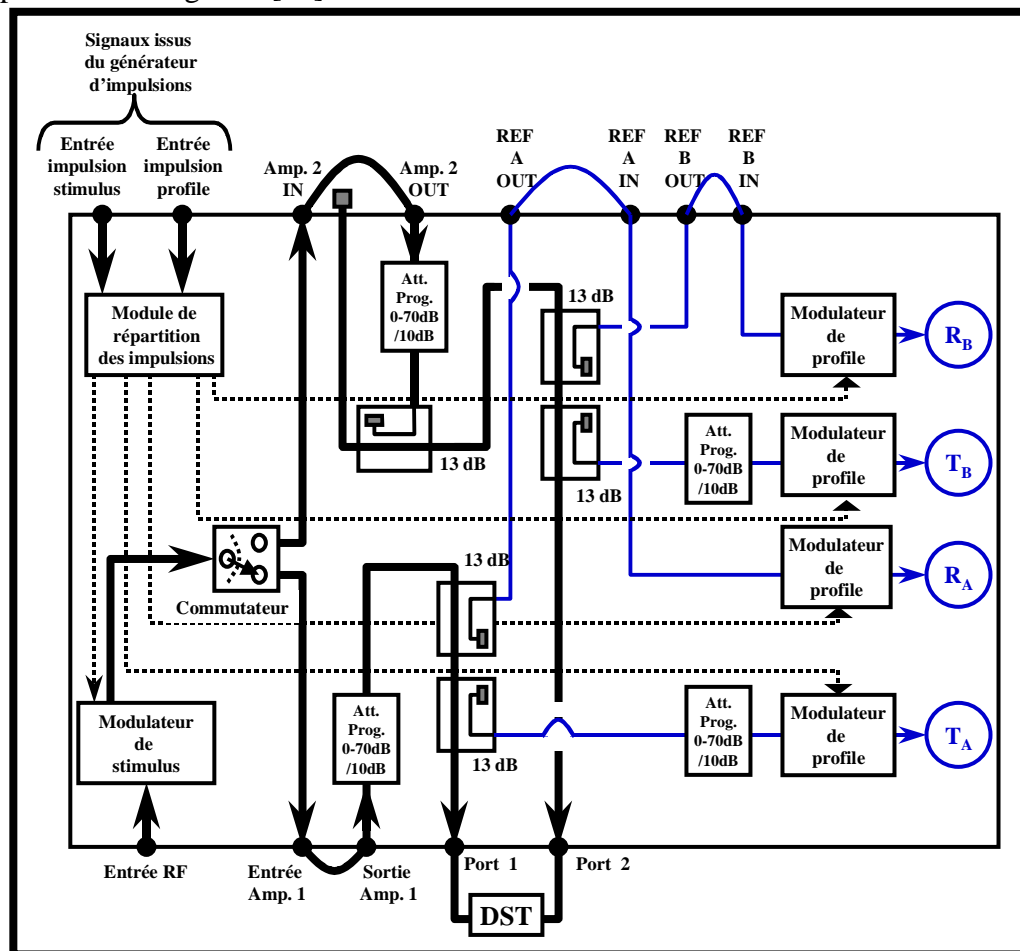 Signaux issus
du générateur
d'impulsions
Entrée
impulsion
stimulus
Entrée
impulsion
profile
Amp. 2
IN
Amp. 2
OUT
REF
A
OUT
REF
A
IN
REF
B
OUT
REF
B
IN
Module de
répartition
des impulsions
Att.
Prog.
0-70dB
/10dB
13 dB
13 dB
Modulateur
de
profile
R_B
13 dB
Att.
Prog.
0-70dB
/10dB
Modulateur
de
profile
T_B
Commutateur
13 dB
Modulateur
de
profile
R_A
Modulateur
de
stimulus
Att.
Prog.
0-70dB
/10dB
13 dB
Att.
Prog.
0-70dB
/10dB
Modulateur
de
profile
T_A
Entrée RF
Entrée
Amp. 1
Sortie
Amp. 1
Port 1
Port 2
DST